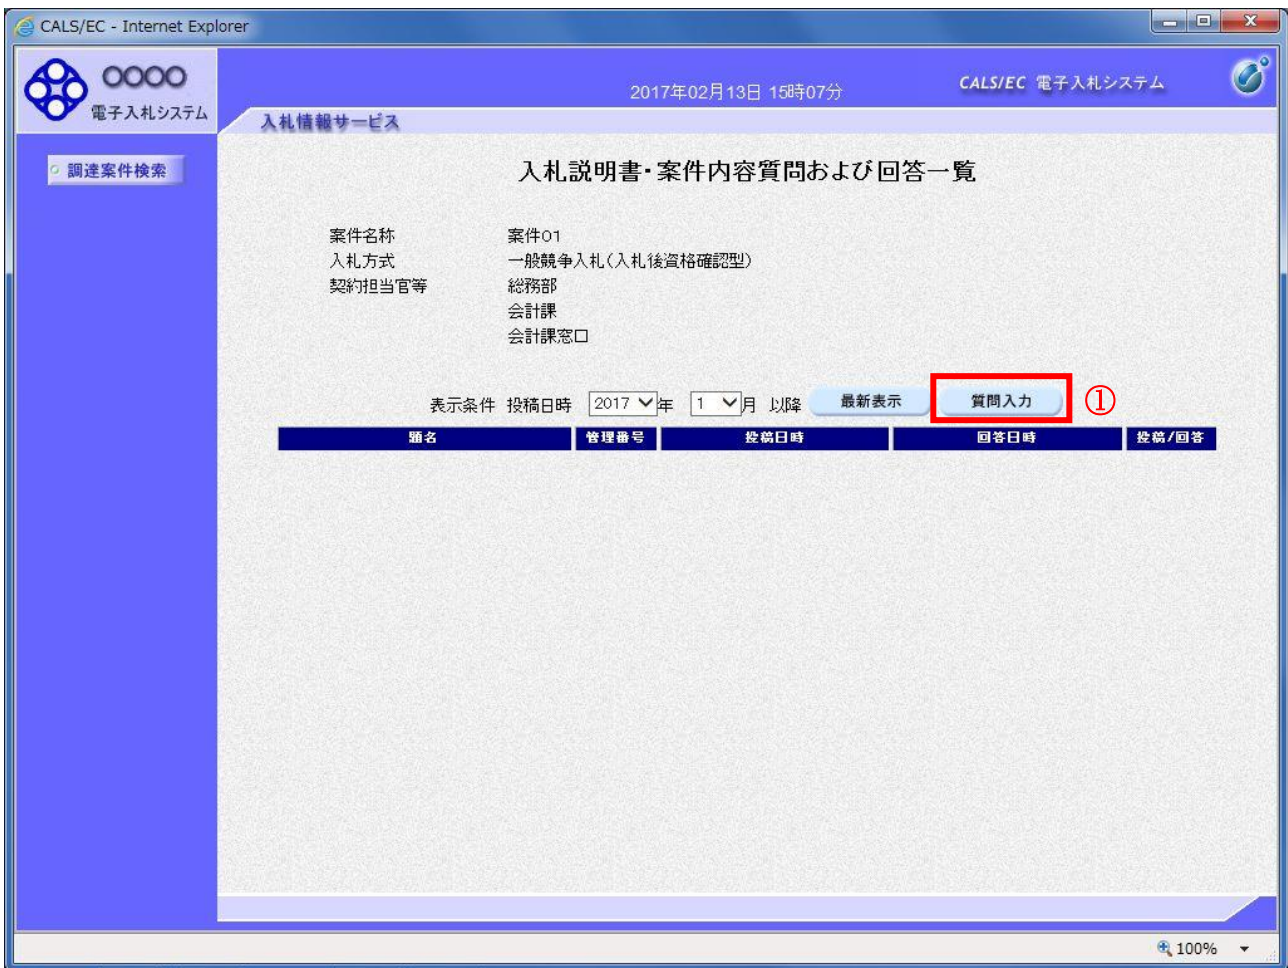 CALS/EC - Internet Explorer
〇〇〇〇
電子入札システム
2017年02月13日 15時07分
CALS/EC 電子入札システム
入札情報サービス
調達案件検索
入札説明書・案件内容質問および回答一覧
案件名称 案件01
入札方式 一般競争入札(入札後資格確認型)
契約担当官等 総務部
会計課
会計課窓口
表示条件 投稿日時 2017 年 1 月 以降 最新表示 質問入力 ①
題名 管理番号 投稿日時 回答日時 投稿/回答
100%